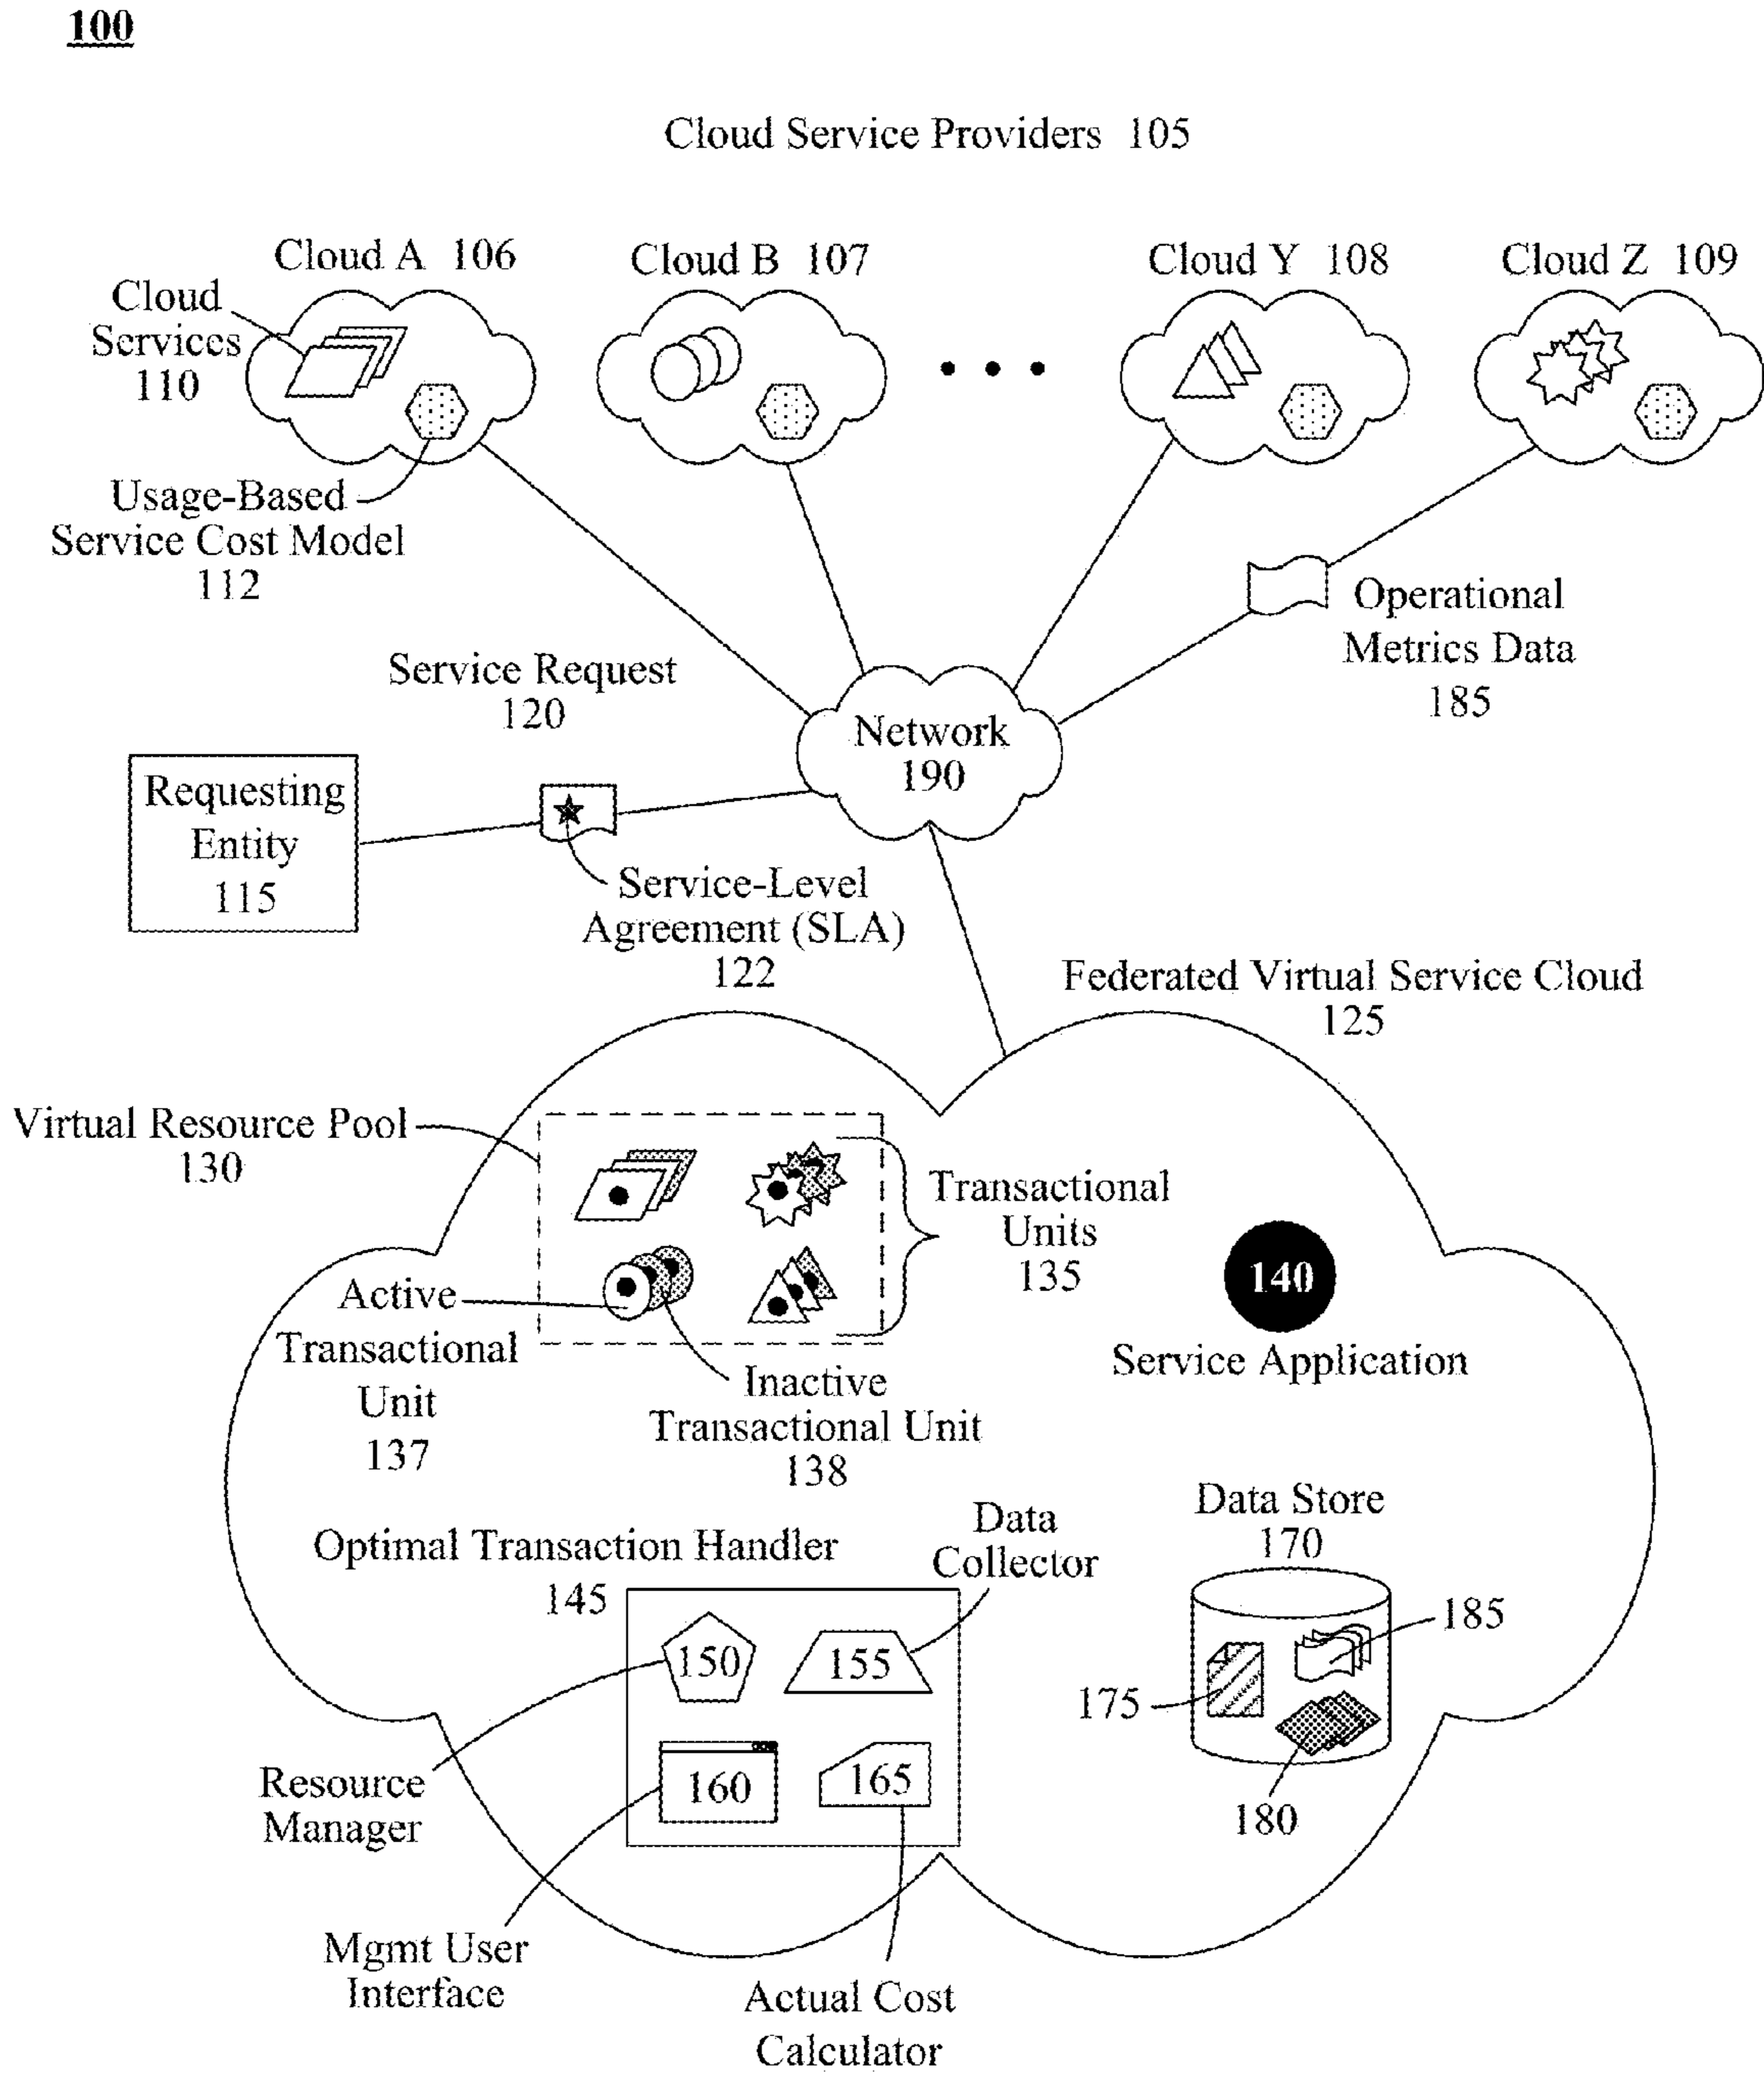 100
Cloud Service Providers 105
Cloud A 106
Cloud B 107
Cloud Y 108
Cloud Z 109
Cloud
Services
110
Usage-Based
Service Cost Model
112
Operational
Metrics Data
185
Service Request
120
Network
190
Requesting
Entity
115
Service-Level
Agreement (SLA)
122
Federated Virtual Service Cloud
125
Virtual Resource Pool
130
Transactional
Units
135
Active
Transactional
Unit
137
Inactive
Transactional Unit
138
140
Service Application
Optimal Transaction Handler
145
Data
Collector
Data Store
170
150
155
185
175
160
165
180
Resource
Manager
Mgmt User
Interface
Actual Cost
Calculator